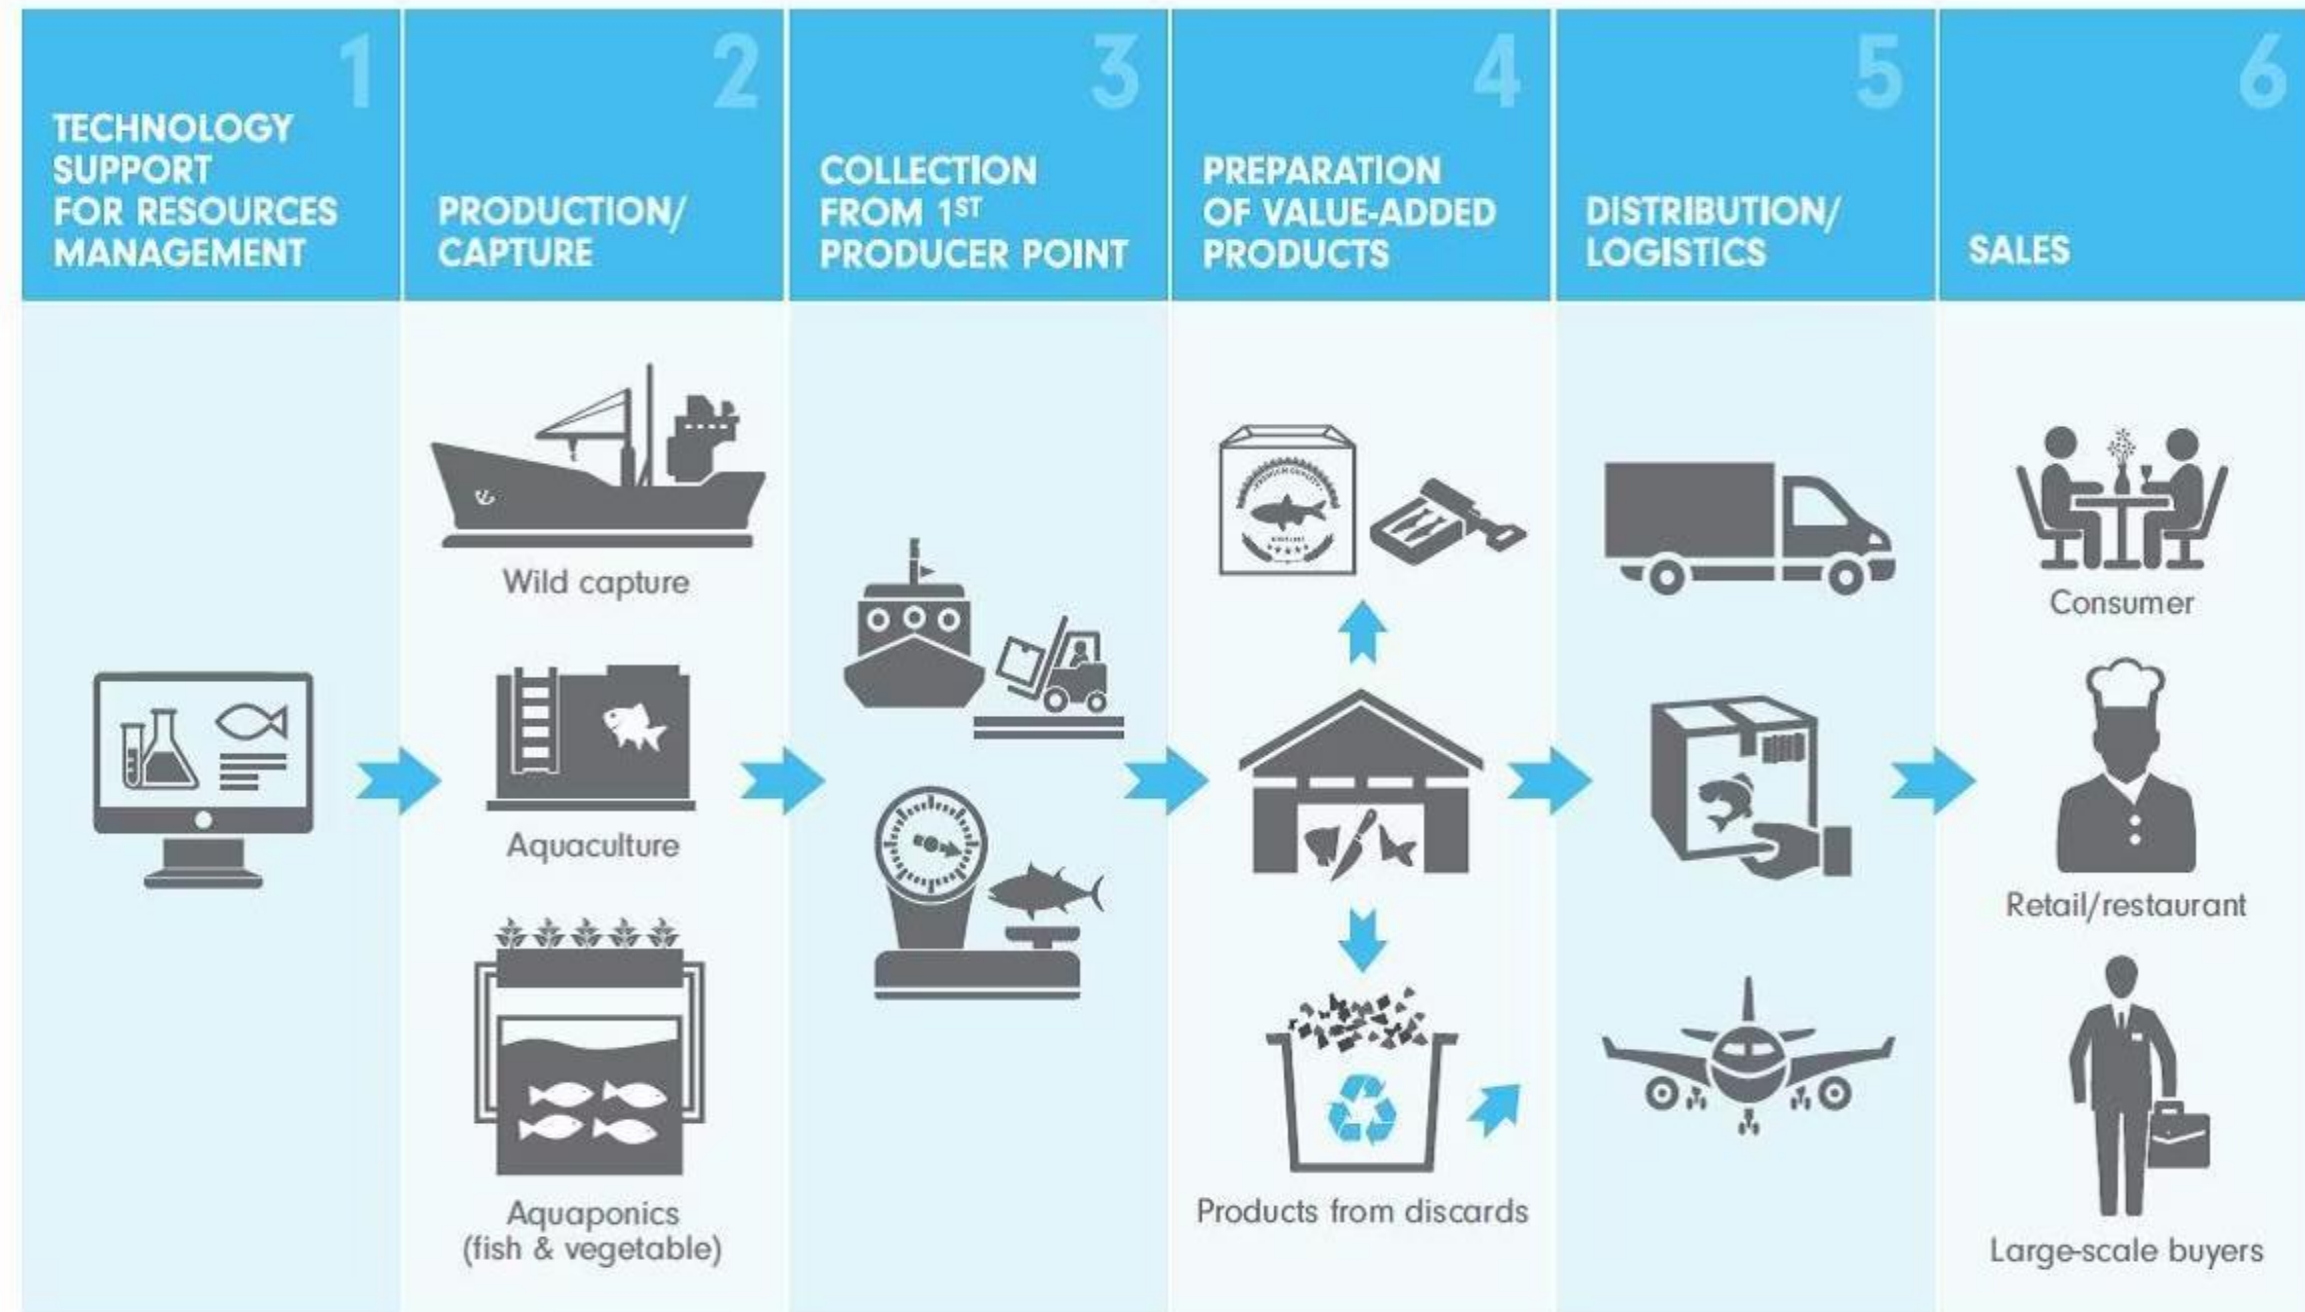 1
TECHNOLOGY
SUPPORT
FOR RESOURCES
MANAGEMENT
2
PRODUCTION/
CAPTURE
3
COLLECTION
FROM 1ST
PRODUCER POINT
4
PREPARATION
OF VALUE-ADDED
PRODUCTS
5
DISTRIBUTION/
LOGISTICS
6
SALES
Wild capture
Aquaculture
Aquaponics
(fish & vegetable)
PREMIUM QUALITY
Products from discards
Consumer
Retail/restaurant
Large-scale buyers